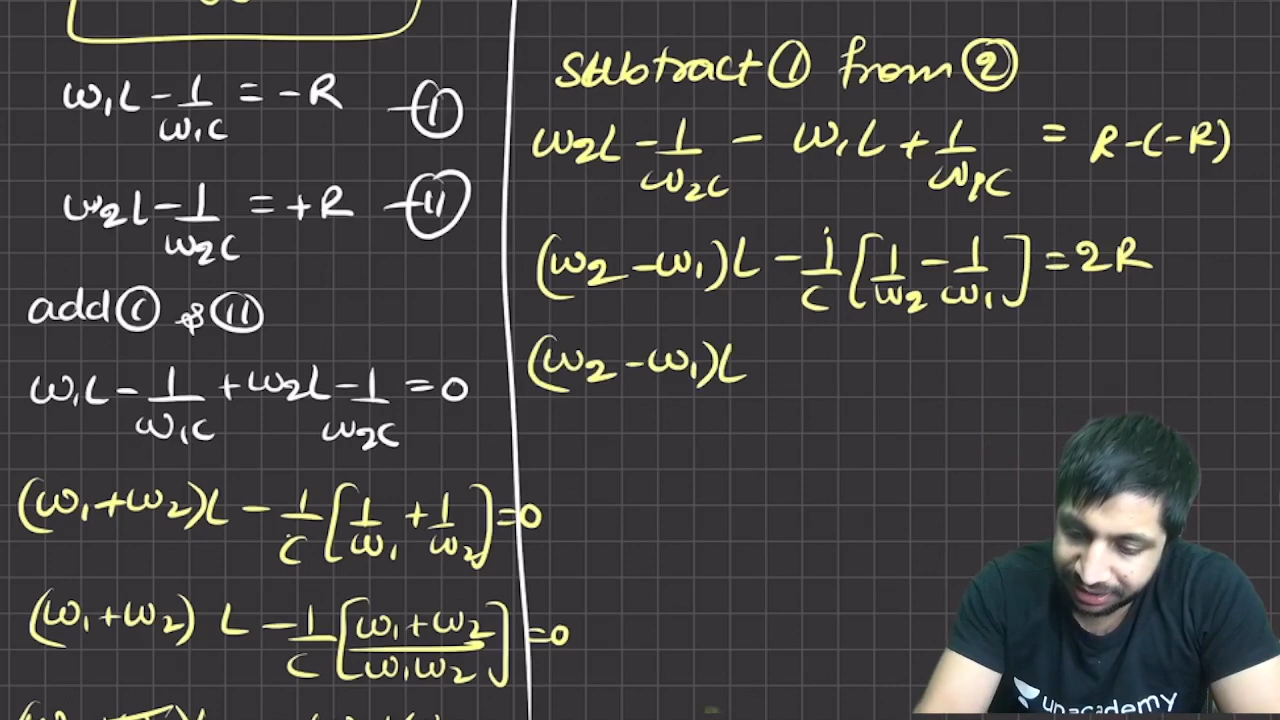 ω₁L - 1/ω₁C = -R —(I)
ω₂L - 1/ω₂C = +R —(II)
add (I) & (II)
ω₁L - 1/ω₁C + ω₂L - 1/ω₂C = 0
(ω₁+ω₂)L - 1/C [1/ω₁ + 1/ω₂] = 0
(ω₁+ω₂) L - 1/C [(ω₁+ω₂)/(ω₁ω₂)] = 0
subtract (1) from (2)
ω₂L - 1/ω₂C - ω₁L + 1/ω₁C = R-(-R)
(ω₂-ω₁)L - 1/C [1/ω₂ - 1/ω₁] = 2R
(ω₂-ω₁)L
unacademy